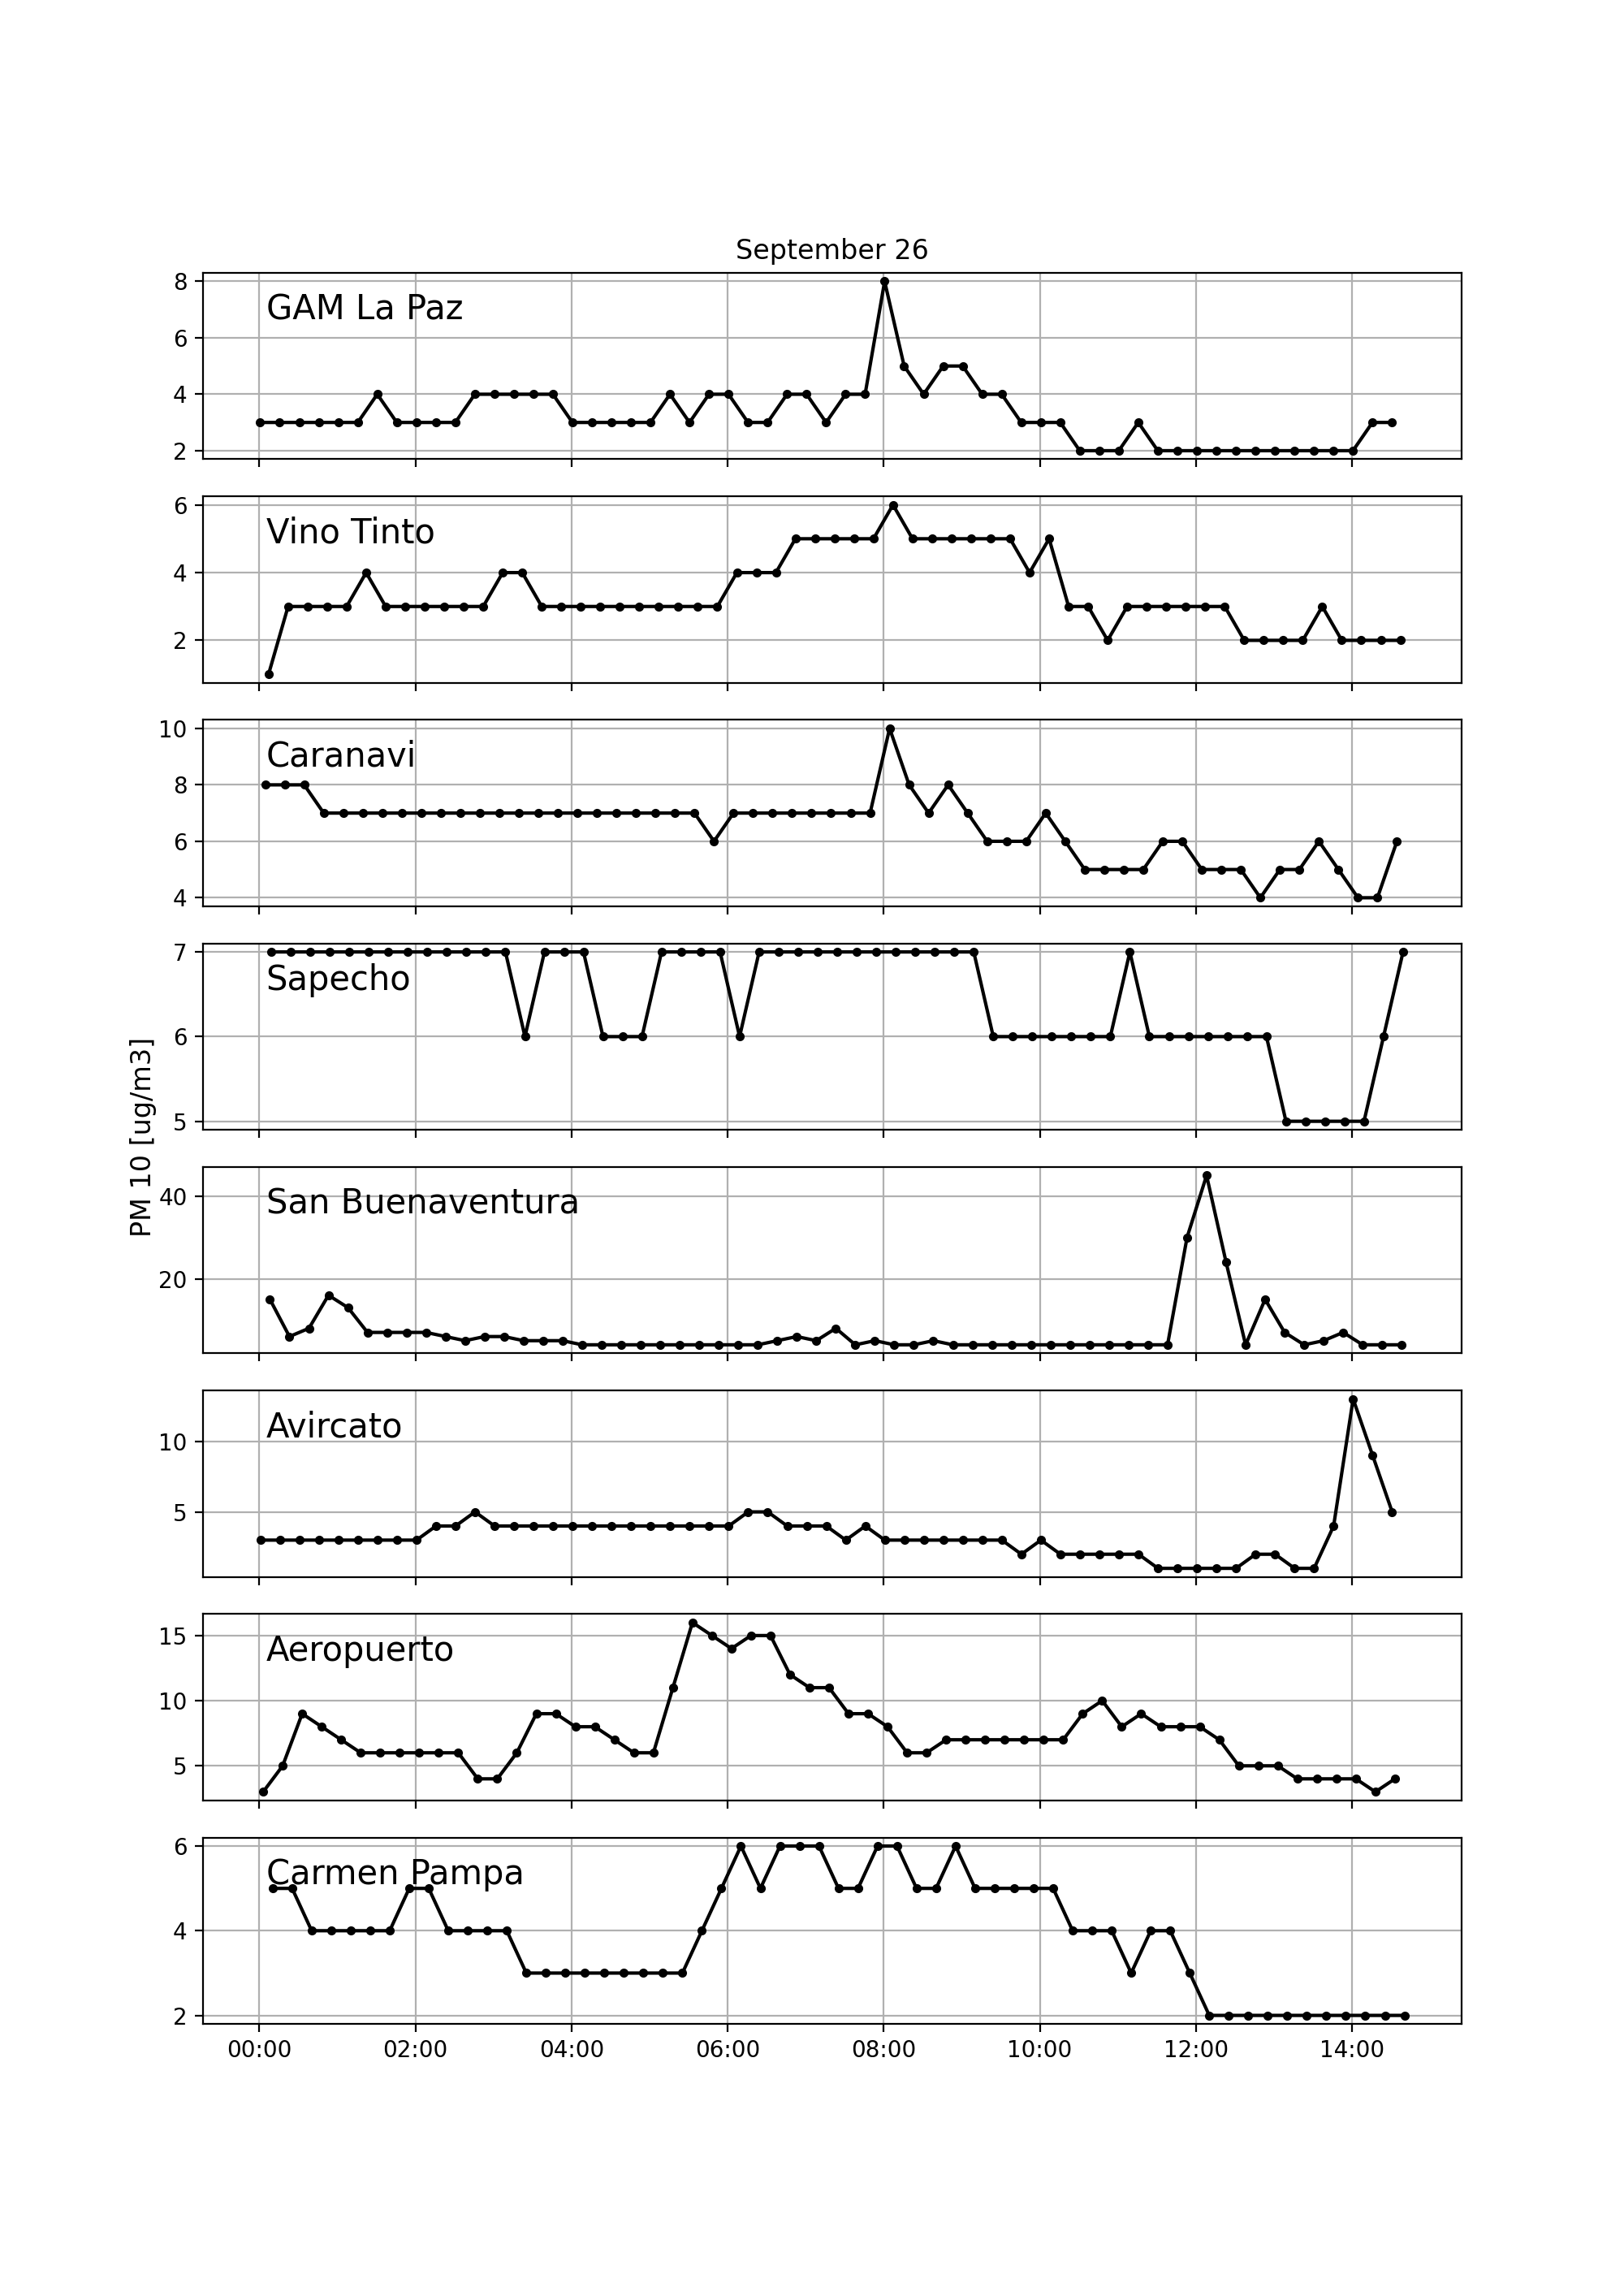 September 26
8
GAM La Paz
6
4
2
6
Vino Tinto
4
2
10
Caranavi
8
6
4
7
Sapecho
6
5
PM 10 [ug/m3]
40
San Buenaventura
20
Avircato
10
5
15
Aeropuerto
10
5
6
Carmen Pampa
4
2
00:00 02:00 04:00 06:00 08:00 10:00 12:00 14:00